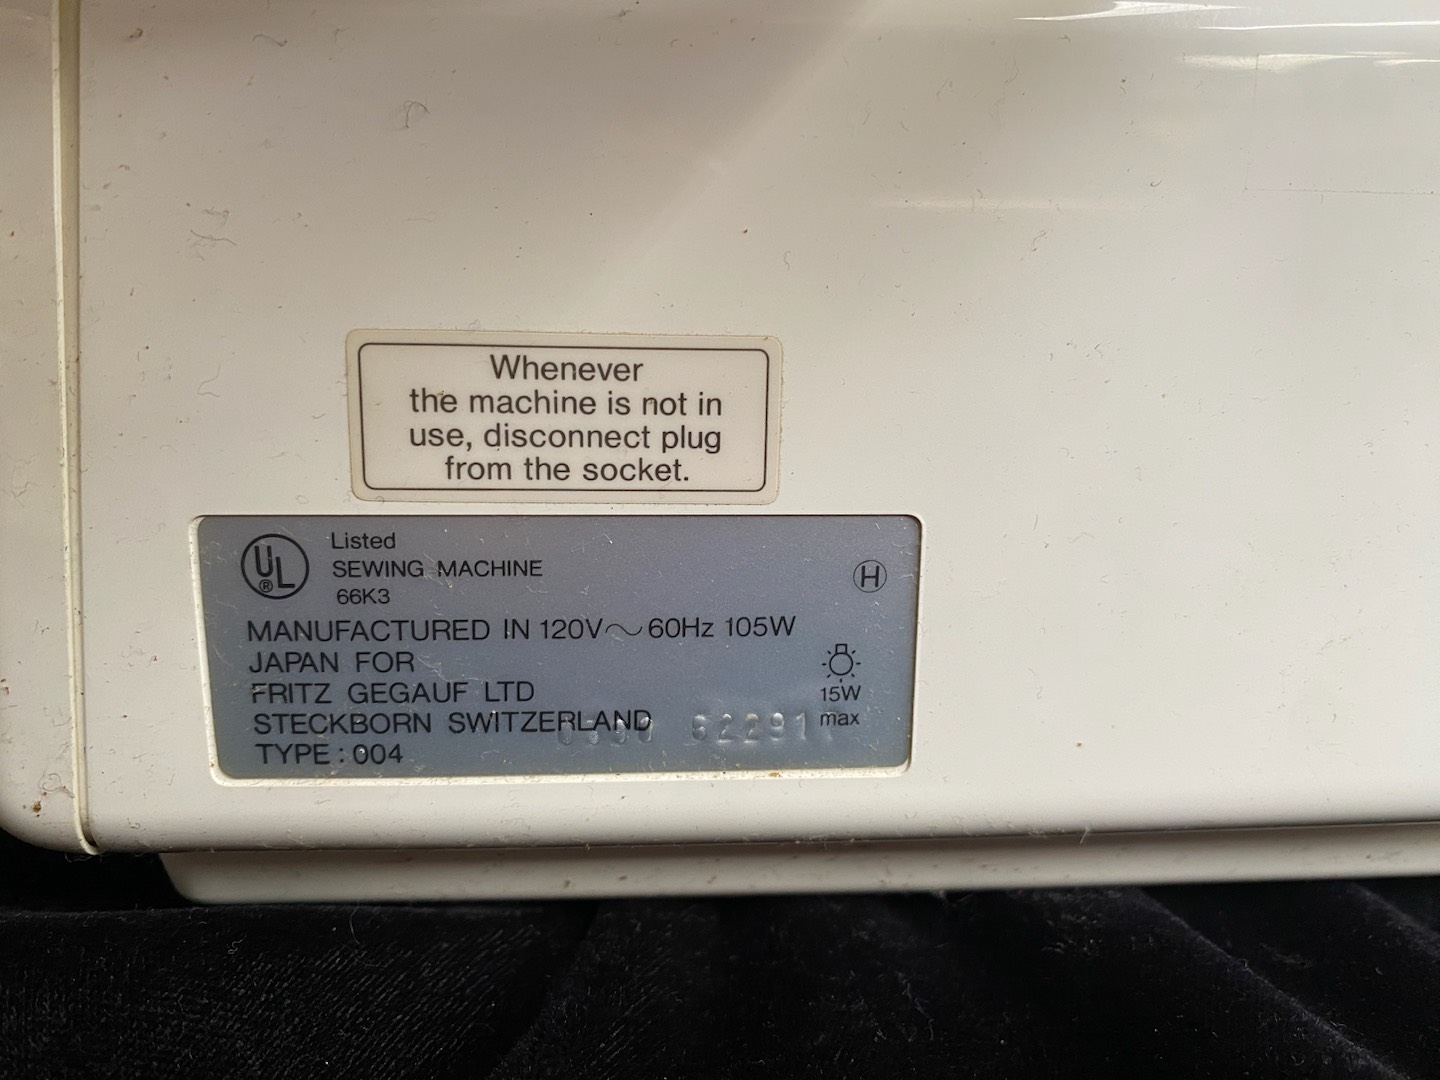 Whenever
the machine is not in
use, disconnect plug
from the socket.
UL ®
Listed
SEWING MACHINE
66K3
H
MANUFACTURED IN 120V～60Hz 105W
JAPAN FOR
FRITZ GEGAUF LTD
15W
STECKBORN SWITZERLAND
max
TYPE : 004